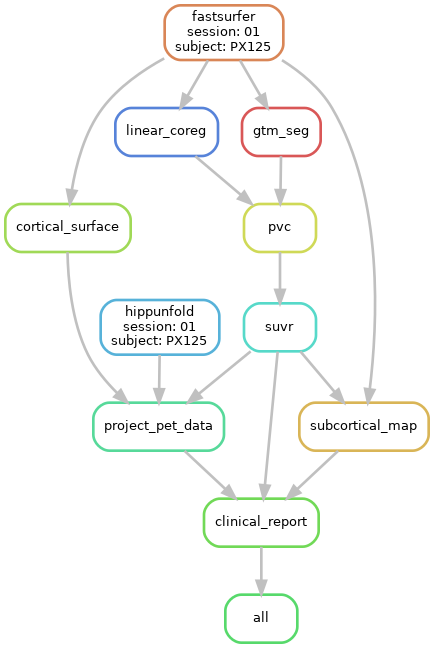 fastsurfer
session: 01
subject: PX125
linear_coreg
gtm_seg
cortical_surface
pvc
hippunfold
session: 01
subject: PX125
suvr
project_pet_data
subcortical_map
clinical_report
all